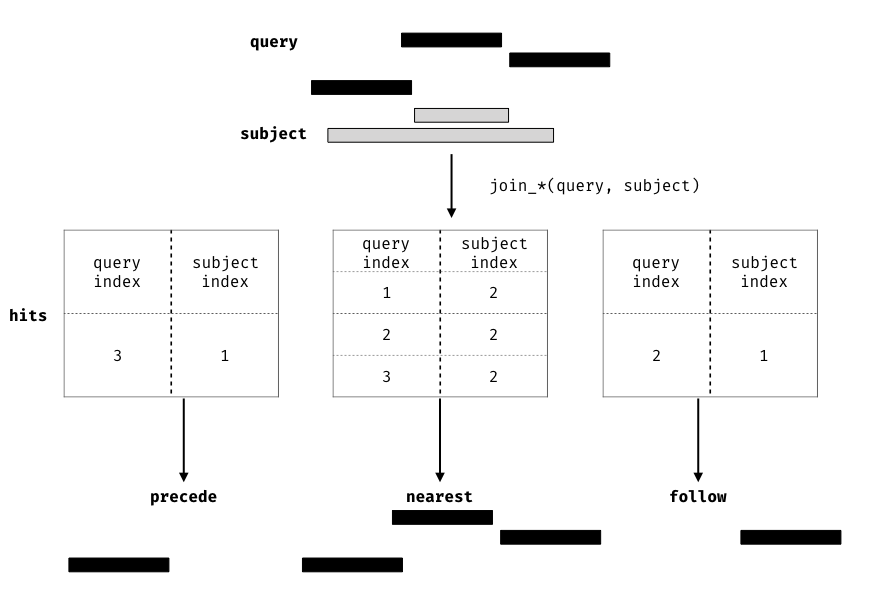 query
subject
join_*(query, subject)
hits
query index
subject index
3 1
query index
subject index
1 2
2 2
3 2
query index
subject index
2 1
precede
nearest
follow